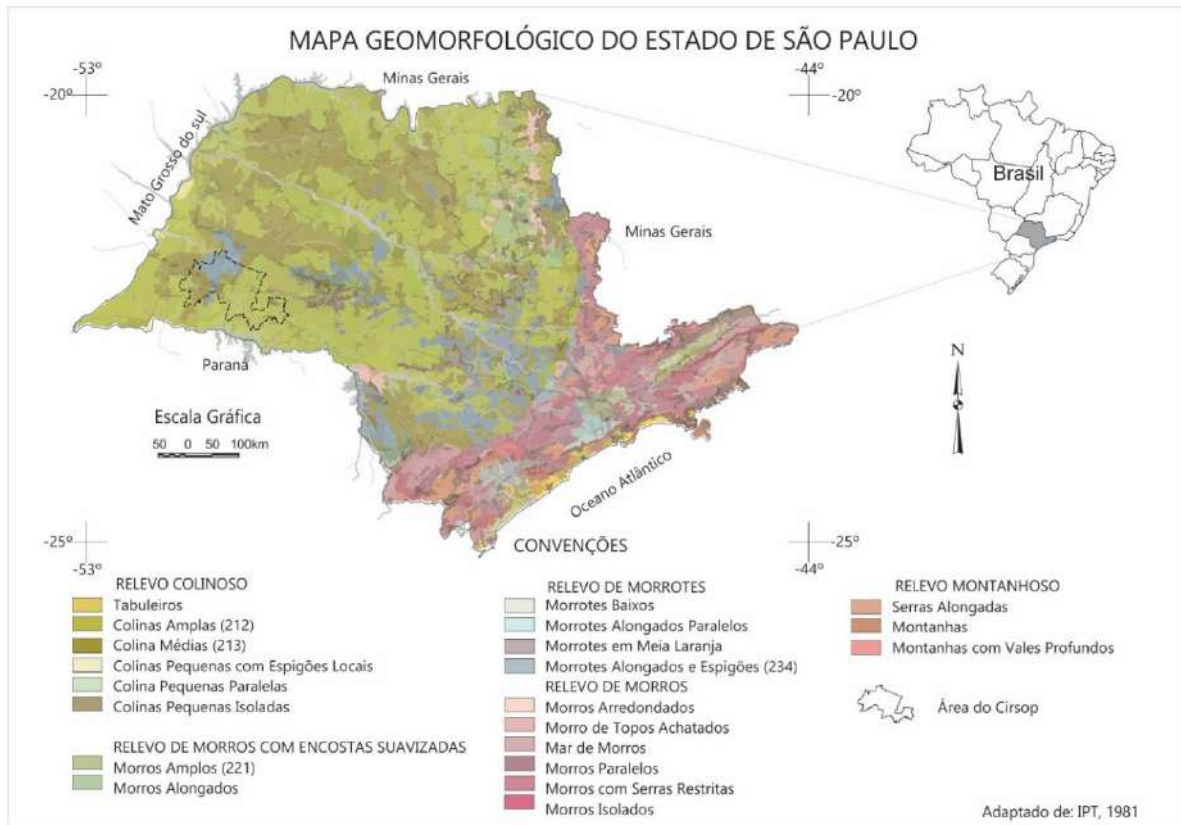 MAPA GEOMORFOLÓGICO DO ESTADO DE SÃO PAULO
-53º
-20º
Minas Gerais
-44º
-20º
Mato Grosso do sul
Brasil
Minas Gerais
Paraná
Escala Gráfica
50 0 50 100km
N
Oceano Atlântico
-25º
-53º
-25º
-44º
CONVENÇÕES
RELEVO COLINOSO
Tabuleiros
Colinas Amplas (212)
Colina Médias (213)
Colinas Pequenas com Espigões Locais
Colina Pequenas Paralelas
Colinas Pequenas Isoladas
RELEVO DE MORROS COM ENCOSTAS SUAVIZADAS
Morros Amplos (221)
Morros Alongados
RELEVO DE MORROTES
Morrotes Baixos
Morrotes Alongados Paralelos
Morrotes em Meia Laranja
Morrotes Alongados e Espigões (234)
RELEVO DE MORROS
Morros Arredondados
Morro de Topos Achatados
Mar de Morros
Morros Paralelos
Morros com Serras Restritas
Morros Isolados
RELEVO MONTANHOSO
Serras Alongadas
Montanhas
Montanhas com Vales Profundos
Área do Cirsop
Adaptado de: IPT, 1981